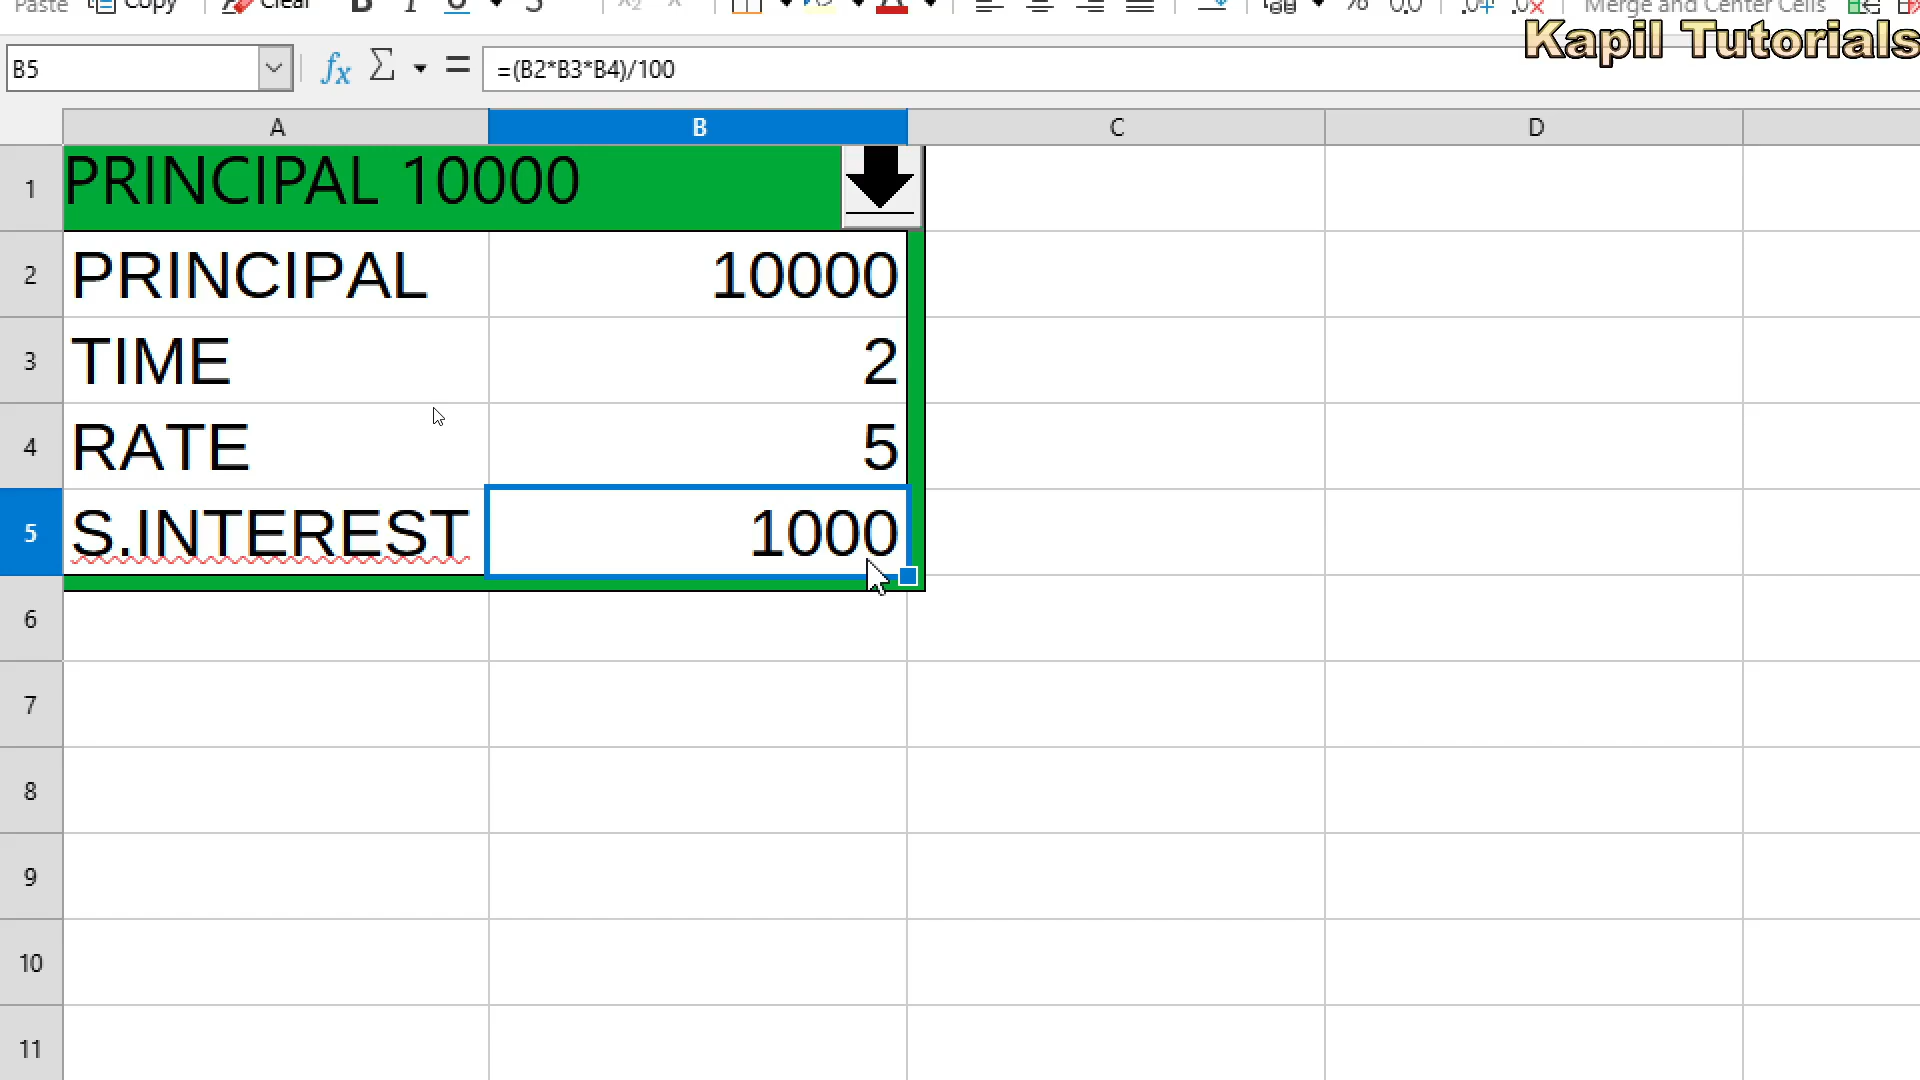 Paste Copy Clear B I U S Merge and Center Cells
Kapil Tutorials
B5 fx Σ = =(B2*B3*B4)/100
A B C D
1 PRINCIPAL 10000
2 PRINCIPAL 10000
3 TIME 2
4 RATE 5
5 S.INTEREST 1000
6
7
8
9
10
11